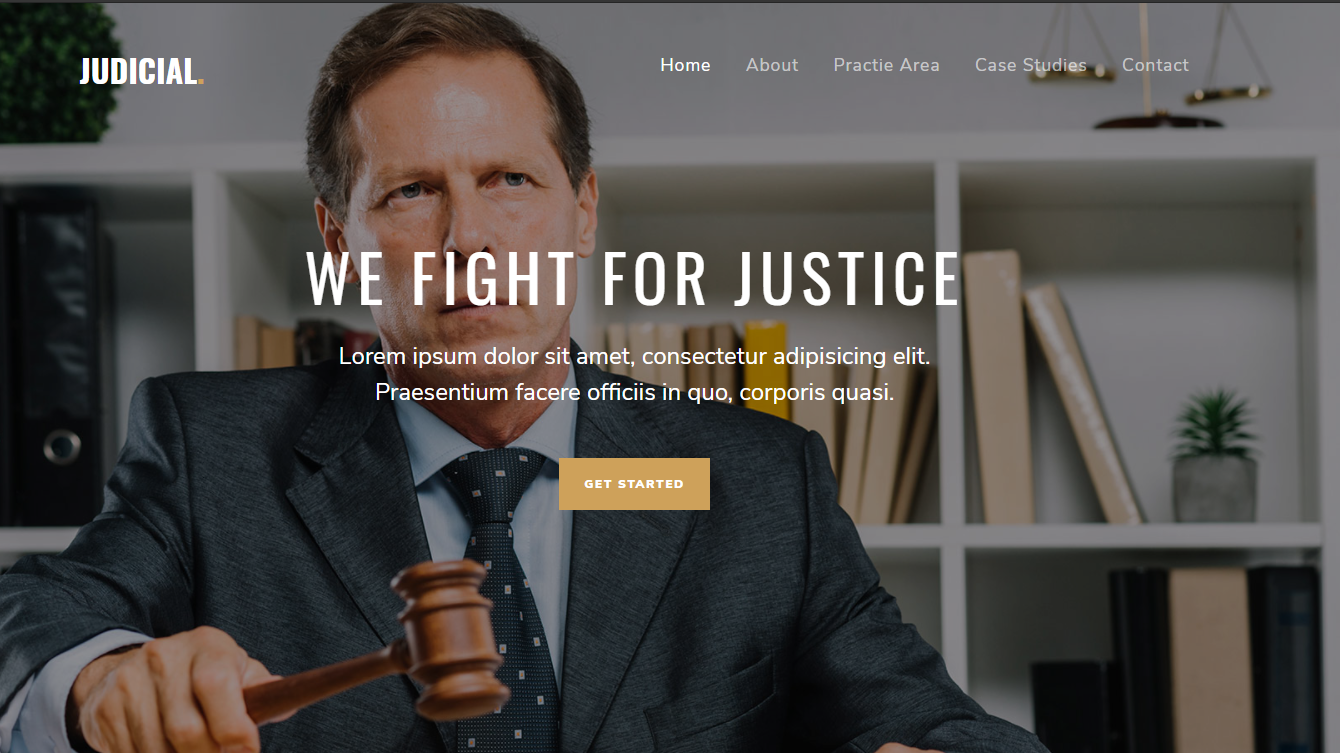 JUDICIAL.
Home About Practie Area Case Studies Contact
WE FIGHT FOR JUSTICE
Lorem ipsum dolor sit amet, consectetur adipisicing elit.
Praesentium facere officiis in quo, corporis quasi.
GET STARTED